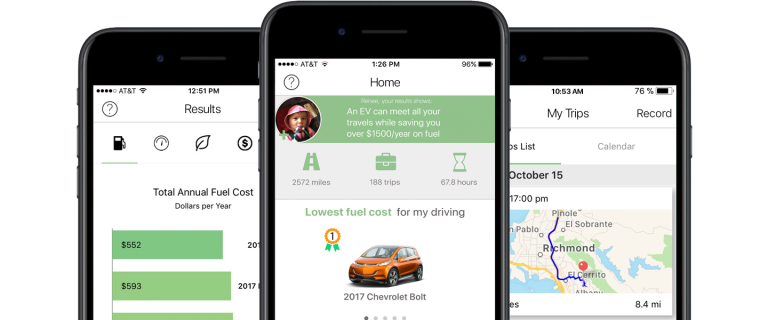 AT&T 12:51 PM
Results
Total Annual Fuel Cost
Dollars per Year
$552
$593
AT&T 1:26 PM 96%
Home
Renee, your results show:
An EV can meet all your
travels while saving you
over $1500/year on fuel
2572 miles 188 trips 67.8 hours
Lowest fuel cost for my driving
1
2017 Chevrolet Bolt
10:53 AM 76 %
My Trips Record
List Calendar
October 15
17:00 pm
Pinole
Pablo El Sobrante
Richmond
El Cerrito
Albany
8.4 mi